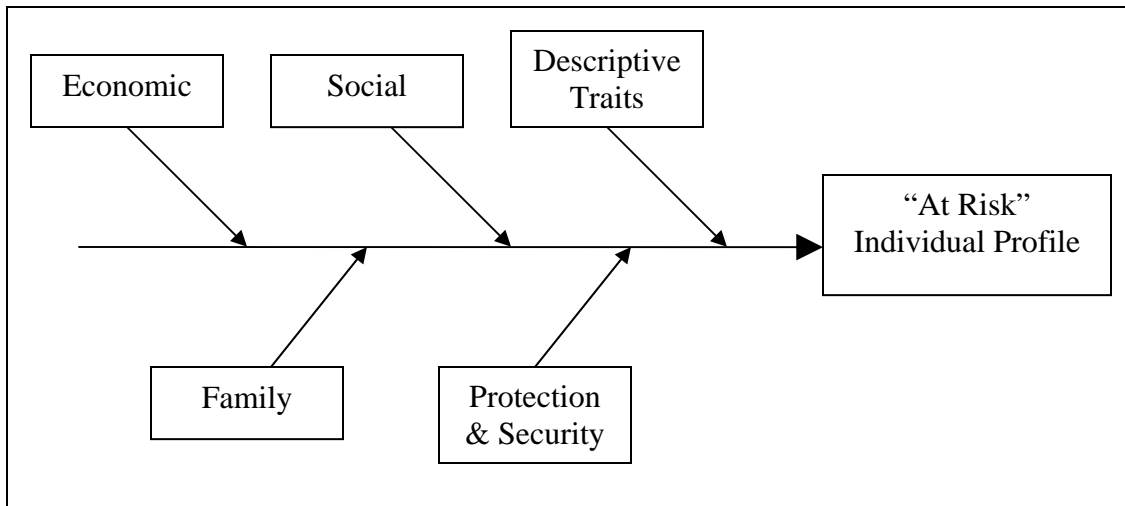 Economic
Social
Descriptive
Traits
“At Risk”
Individual Profile
Family
Protection
& Security